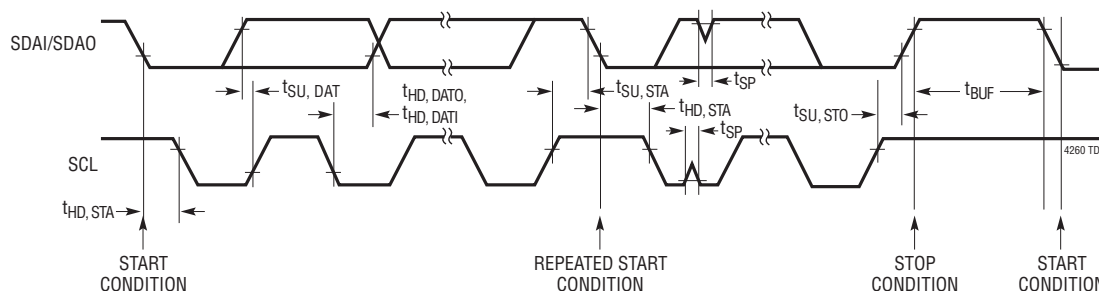 SDAI/SDAO
tSU, DAT
tHD, DATO,
tHD, DATI
tSU, STA
tHD, STA
tSP
tSP
tSU, STO
tBUF
SCL
4260 TD
tHD, STA
START
CONDITION
REPEATED START
CONDITION
STOP
CONDITION
START
CONDITION